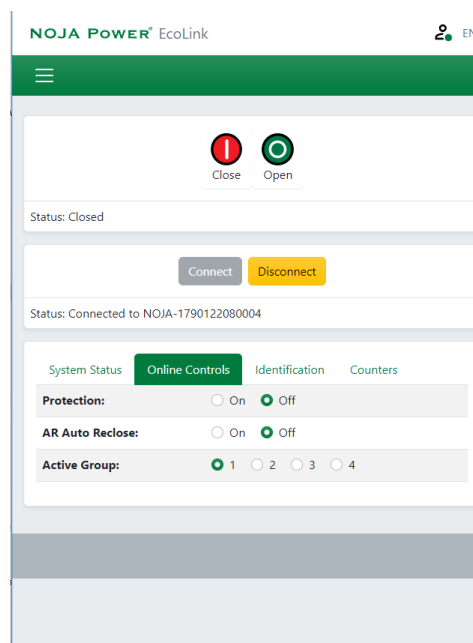 NOJA POWER® EcoLink
EN
Close Open
Status: Closed
Connect Disconnect
Status: Connected to NOJA-1790122080004
System Status Online Controls Identification Counters
Protection: On Off
AR Auto Reclose: On Off
Active Group: 1 2 3 4